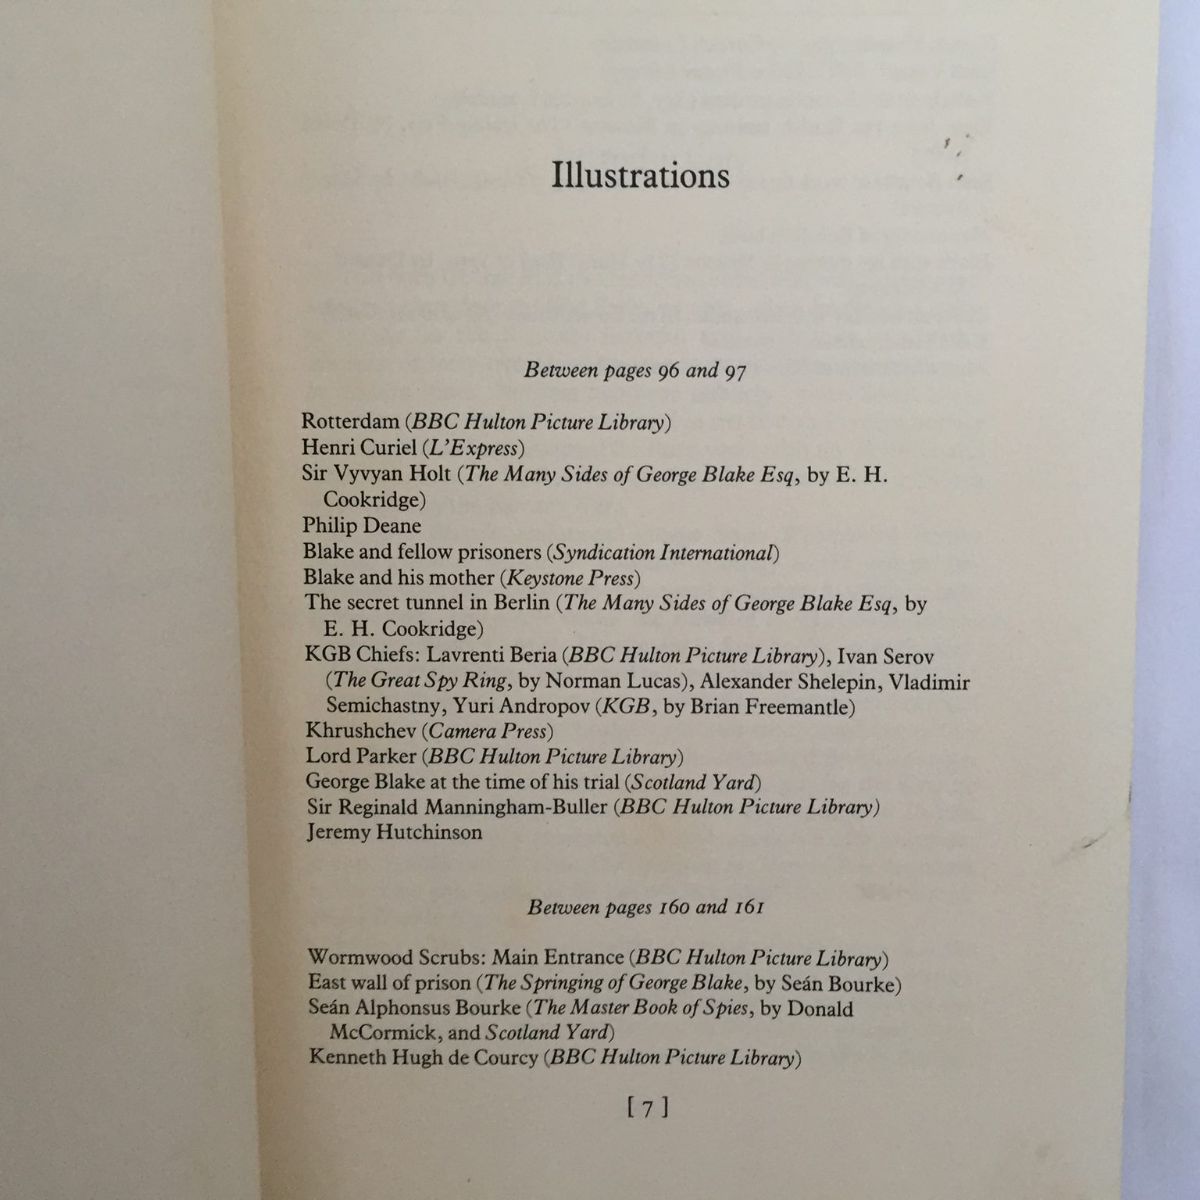 Illustrations
Between pages 96 and 97
Rotterdam (BBC Hulton Picture Library)
Henri Curiel (L'Express)
Sir Vyvyan Holt (The Many Sides of George Blake Esq, by E. H.
Cookridge)
Philip Deane
Blake and fellow prisoners (Syndication International)
Blake and his mother (Keystone Press)
The secret tunnel in Berlin (The Many Sides of George Blake Esq, by
E. H. Cookridge)
KGB Chiefs: Lavrenti Beria (BBC Hulton Picture Library), Ivan Serov
(The Great Spy Ring, by Norman Lucas), Alexander Shelepin, Vladimir
Semichastny, Yuri Andropov (KGB, by Brian Freemantle)
Khrushchev (Camera Press)
Lord Parker (BBC Hulton Picture Library)
George Blake at the time of his trial (Scotland Yard)
Sir Reginald Manningham-Buller (BBC Hulton Picture Library)
Jeremy Hutchinson
Between pages 160 and 161
Wormwood Scrubs: Main Entrance (BBC Hulton Picture Library)
East wall of prison (The Springing of George Blake, by Seán Bourke)
Seán Alphonsus Bourke (The Master Book of Spies, by Donald
McCormick, and Scotland Yard)
Kenneth Hugh de Courcy (BBC Hulton Picture Library)
[ 7 ]